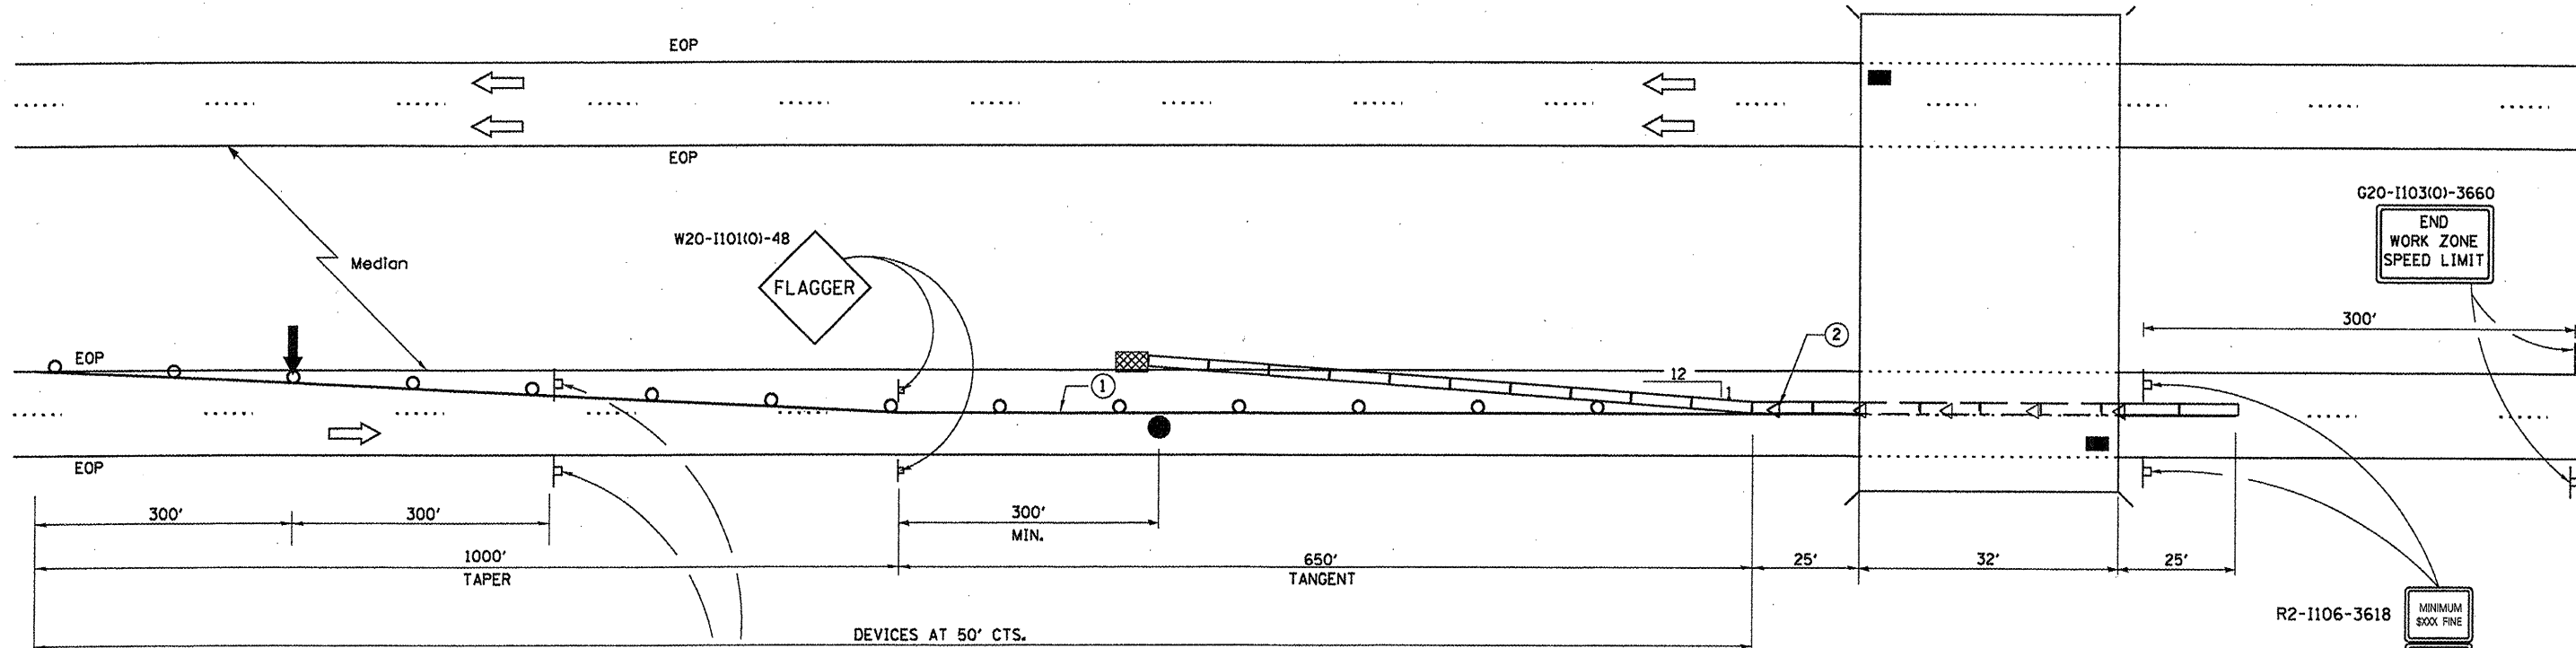 EOP
EOP
G20-I103(O)-3660
END
WORK ZONE
SPEED LIMIT
W20-I101(O)-48
FLAGGER
Median
300'
2
EOP
12
1
1
EOP
300'
300'
300'
MIN.
1000'
TAPER
650'
TANGENT
25'
32'
25'
R2-I106-3618
MINIMUM
$XXX FINE
DEVICES AT 50' CTS.